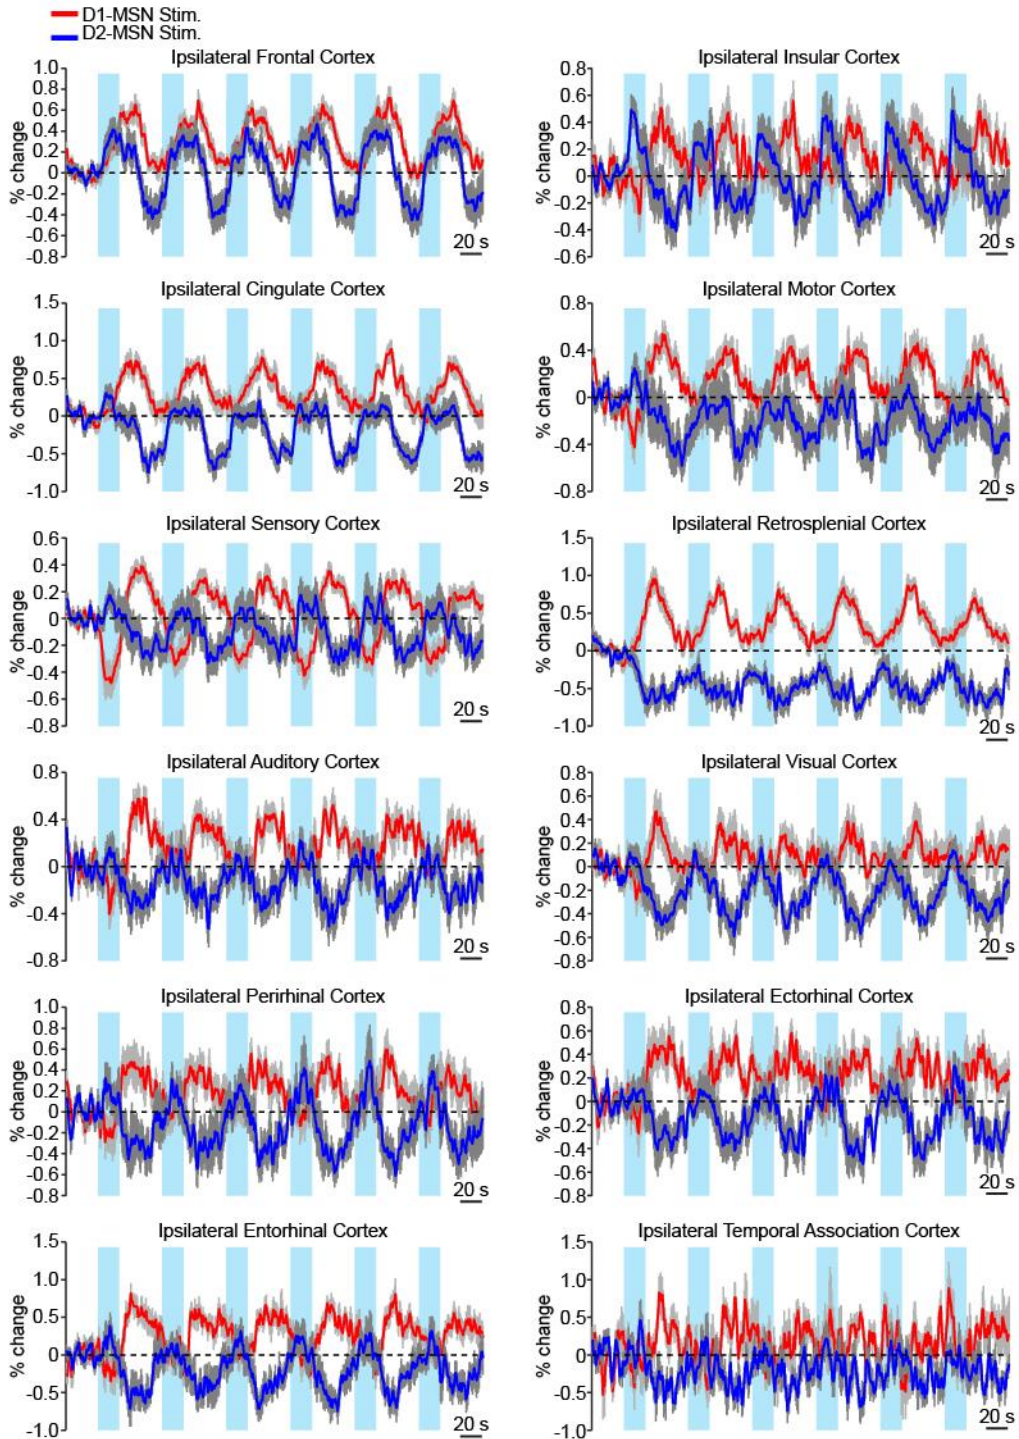 D1-MSN Stim.
D2-MSN Stim.
Ipsilateral Frontal Cortex
1.0
0.8
0.6
0.4
0.2
0
-0.2
-0.4
-0.6
-0.8
% change
20 s
Ipsilateral Insular Cortex
0.8
0.6
0.4
0.2
0
-0.2
-0.4
-0.6
% change
20 s
Ipsilateral Cingulate Cortex
1.5
1.0
0.5
0
-0.5
-1.0
% change
20 s
Ipsilateral Motor Cortex
0.8
0.4
0
-0.4
-0.8
% change
20 s
Ipsilateral Sensory Cortex
0.6
0.4
0.2
0
-0.2
-0.4
-0.6
-0.8
% change
20 s
Ipsilateral Retrosplenial Cortex
1.5
1.0
0.5
0
-0.5
-1.0
% change
20 s
Ipsilateral Auditory Cortex
0.8
0.4
0
-0.4
-0.8
% change
20 s
Ipsilateral Visual Cortex
0.8
0.6
0.4
0.2
0
-0.2
-0.4
-0.6
-0.8
% change
20 s
Ipsilateral Perirhinal Cortex
1.0
0.8
0.6
0.4
0.2
0
-0.2
-0.4
-0.6
-0.8
% change
20 s
Ipsilateral Ectorhinal Cortex
0.8
0.6
0.4
0.2
0
-0.2
-0.4
-0.6
-0.8
% change
20 s
Ipsilateral Entorhinal Cortex
1.5
1.0
0.5
0
-0.5
-1.0
% change
20 s
Ipsilateral Temporal Association Cortex
1.5
1.0
0.5
0
-0.5
-1.0
% change
20 s